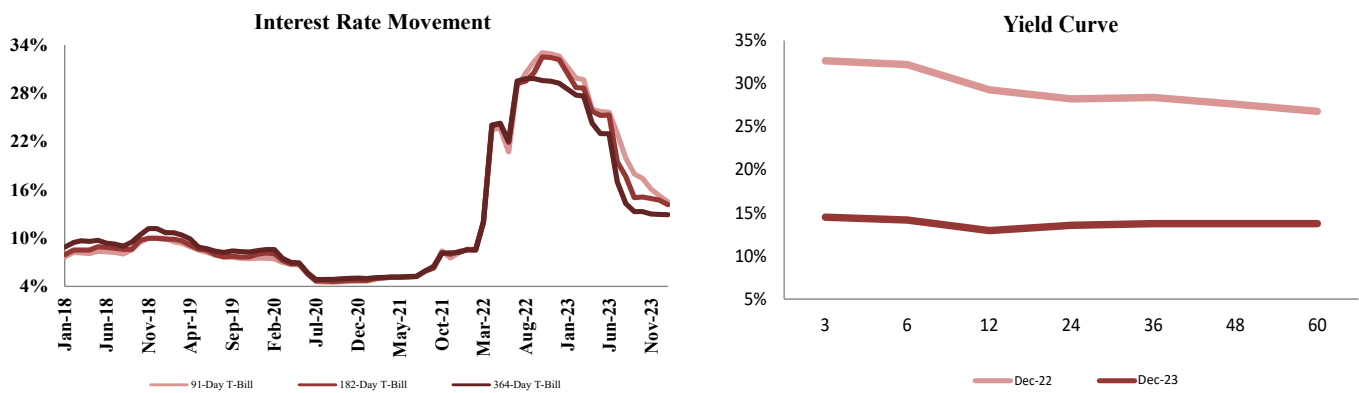 Interest Rate Movement
34%
28%
22%
16%
10%
4%
Jan-18
Jun-18
Nov-18
Apr-19
Sep-19
Feb-20
Jul-20
Dec-20
May-21
Oct-21
Mar-22
Aug-22
Jan-23
Jun-23
Nov-23
91-Day T-Bill
182-Day T-Bill
364-Day T-Bill
Yield Curve
35%
30%
25%
20%
15%
10%
5%
3 6 12 24 36 48 60
Dec-22
Dec-23